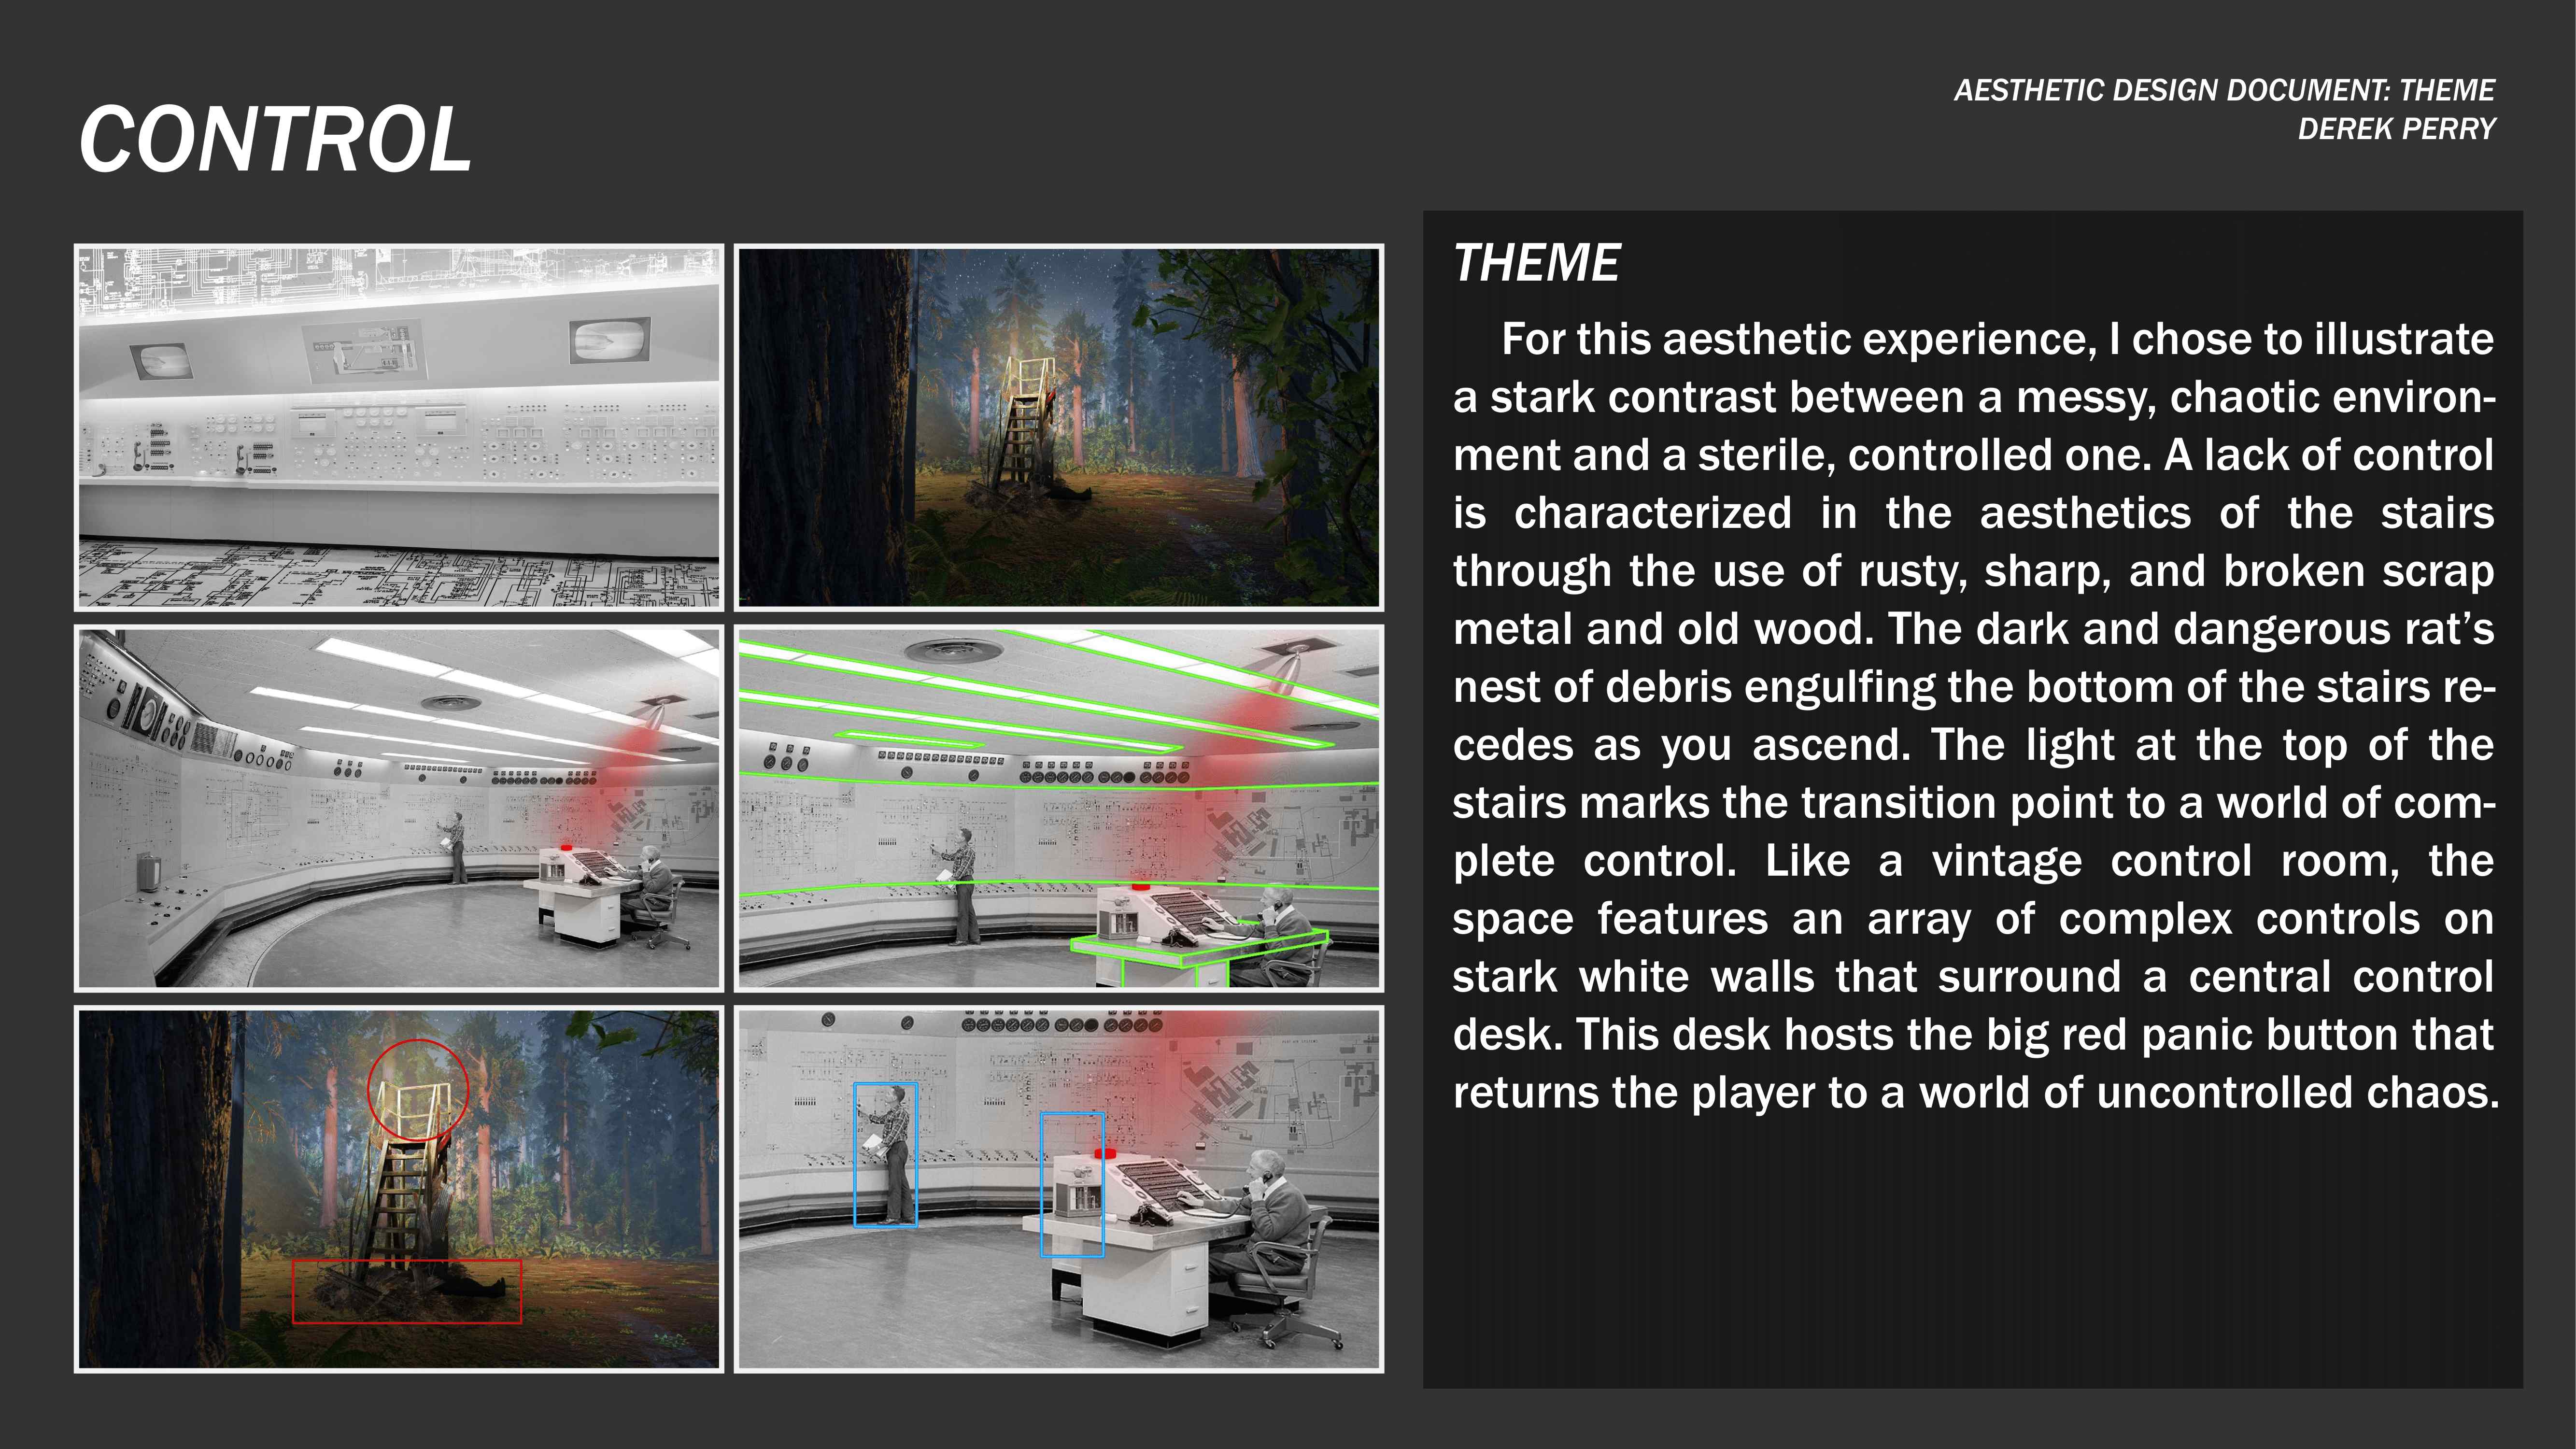 CONTROL
AESTHETIC DESIGN DOCUMENT: THEME
DEREK PERRY
THEME
For this aesthetic experience, I chose to illustrate
a stark contrast between a messy, chaotic environ-
ment and a sterile, controlled one. A lack of control
is characterized in the aesthetics of the stairs
through the use of rusty, sharp, and broken scrap
metal and old wood. The dark and dangerous rat’s
nest of debris engulfing the bottom of the stairs re-
cedes as you ascend. The light at the top of the
stairs marks the transition point to a world of com-
plete control. Like a vintage control room, the
space features an array of complex controls on
stark white walls that surround a central control
desk. This desk hosts the big red panic button that
returns the player to a world of uncontrolled chaos.